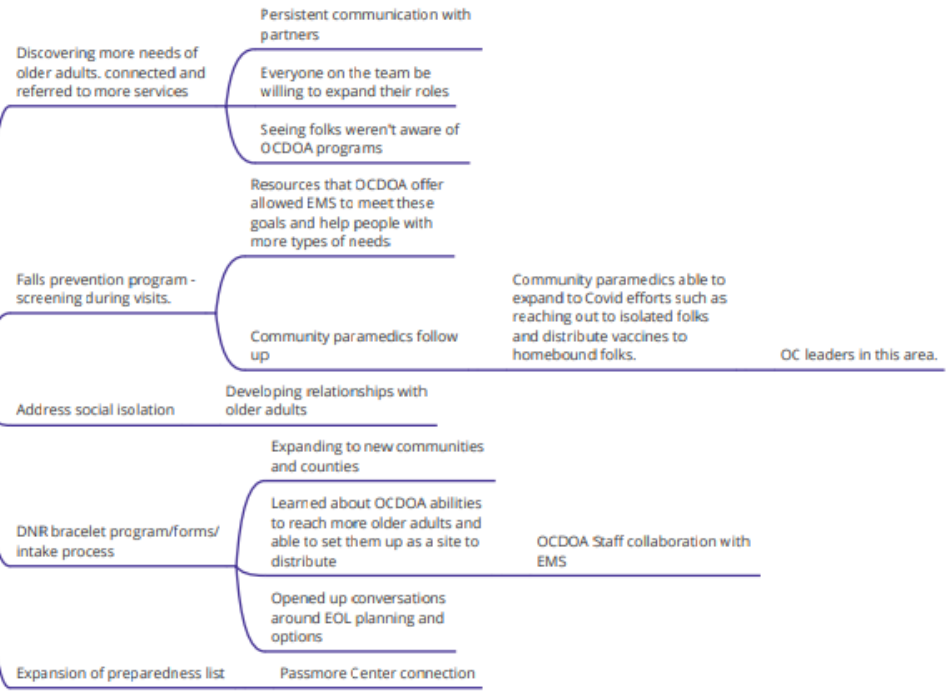 Discovering more needs of
older adults. connected and
referred to more services
Persistent communication with
partners
Everyone on the team be
willing to expand their roles
Seeing folks weren't aware of
OCDOA programs
Falls prevention program -
screening during visits.
Resources that OCDOA offer
allowed EMS to meet these
goals and help people with
more types of needs
Community paramedics follow
up
Community paramedics able to
expand to Covid efforts such as
reaching out to isolated folks
and distribute vaccines to
homebound folks.
OC leaders in this area.
Address social isolation
Developing relationships with
older adults
DNR bracelet program/forms/
intake process
Expanding to new communities
and counties
Learned about OCDOA abilities
to reach more older adults and
able to set them up as a site to
distribute
OCDOA Staff collaboration with
EMS
Opened up conversations
around EOL planning and
options
Expansion of preparedness list
Passmore Center connection